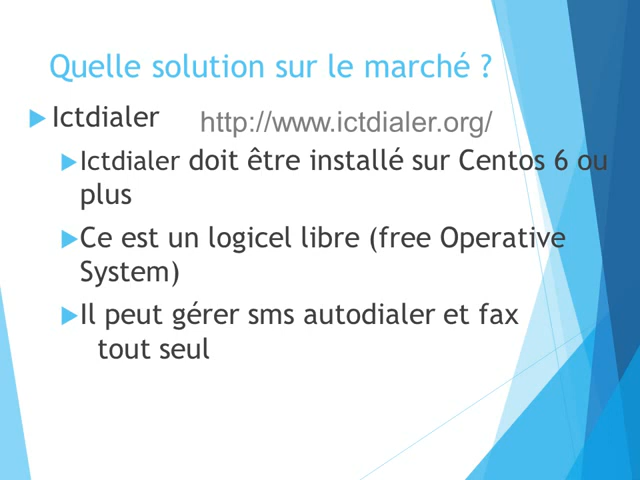 Quelle solution sur le marché ?
Ictdialer http://www.ictdialer.org/
Ictdialer doit être installé sur Centos 6 ou
plus
Ce est un logicel libre (free Operative
System)
Il peut gérer sms autodialer et fax
tout seul